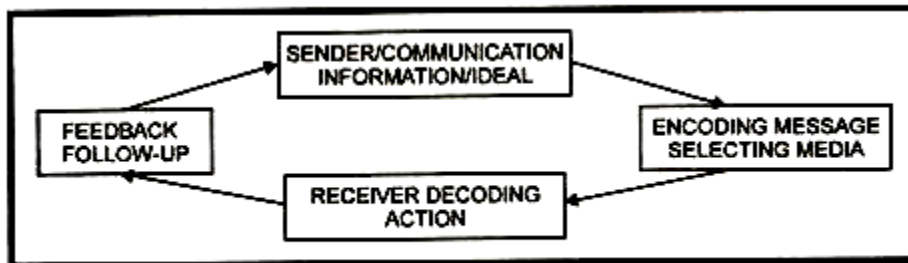 SENDER/COMMUNICATION
INFORMATION/IDEAL
ENCODING MESSAGE
SELECTING MEDIA
RECEIVER DECODING
ACTION
FEEDBACK
FOLLOW-UP